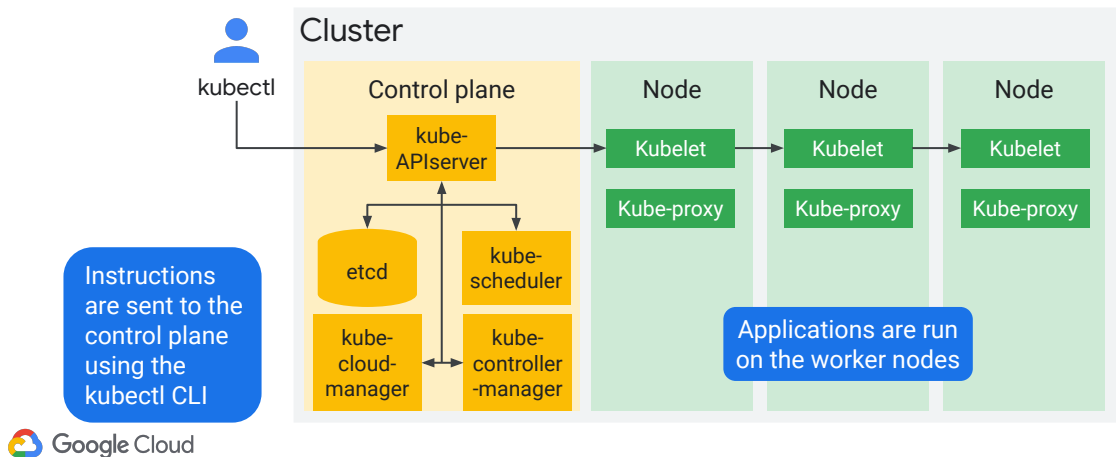 Cluster
kubectl
Control plane
kube-
APIserver
etcd
kube-
scheduler
kube-
cloud-
manager
kube-
controller
-manager
Node
Kubelet
Kube-proxy
Node
Kubelet
Kube-proxy
Node
Kubelet
Kube-proxy
Instructions
are sent to the
control plane
using the
kubectl CLI
Applications are run
on the worker nodes
Google Cloud